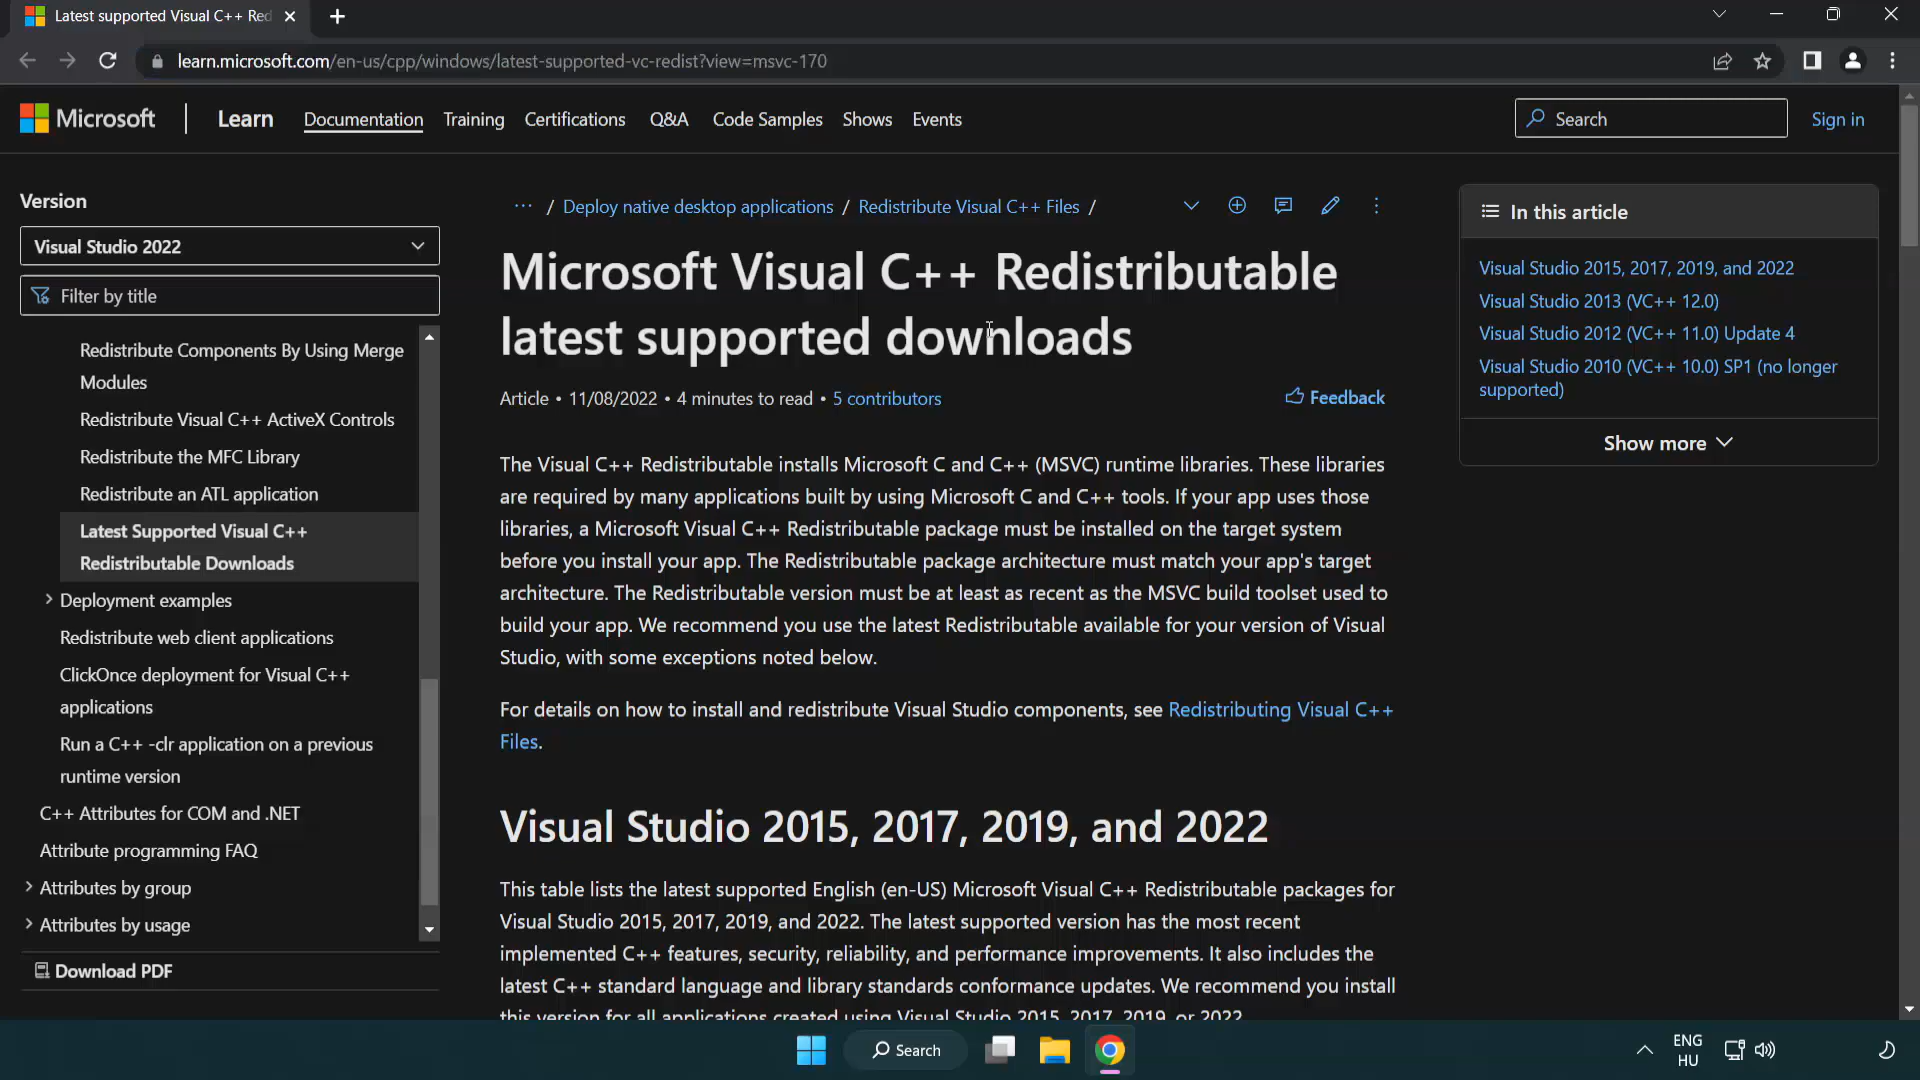 Latest supported Visual C++ Red
learn.microsoft.com/en-us/cpp/windows/latest-supported-vc-redist?view=msvc-170
Microsoft
Learn
Documentation
Training
Certifications
Q&A
Code Samples
Shows
Events
Search
Sign in
Version
Visual Studio 2022
Filter by title
Redistribute Components By Using Merge
Modules
Redistribute Visual C++ ActiveX Controls
Redistribute the MFC Library
Redistribute an ATL application
Latest Supported Visual C++
Redistributable Downloads
Deployment examples
Redistribute web client applications
ClickOnce deployment for Visual C++
applications
Run a C++ -clr application on a previous
runtime version
C++ Attributes for COM and .NET
Attribute programming FAQ
Attributes by group
Attributes by usage
Download PDF
... / Deploy native desktop applications / Redistribute Visual C++ Files /
Microsoft Visual C++ Redistributable
latest supported downloads
Article • 11/08/2022 • 4 minutes to read • 5 contributors
Feedback
The Visual C++ Redistributable installs Microsoft C and C++ (MSVC) runtime libraries. These libraries
are required by many applications built by using Microsoft C and C++ tools. If your app uses those
libraries, a Microsoft Visual C++ Redistributable package must be installed on the target system
before you install your app. The Redistributable package architecture must match your app's target
architecture. The Redistributable version must be at least as recent as the MSVC build toolset used to
build your app. We recommend you use the latest Redistributable available for your version of Visual
Studio, with some exceptions noted below.
For details on how to install and redistribute Visual Studio components, see Redistributing Visual C++
Files.
Visual Studio 2015, 2017, 2019, and 2022
This table lists the latest supported English (en-US) Microsoft Visual C++ Redistributable packages for
Visual Studio 2015, 2017, 2019, and 2022. The latest supported version has the most recent
implemented C++ features, security, reliability, and performance improvements. It also includes the
latest C++ standard language and library standards conformance updates. We recommend you install
this version for all applications created using Visual Studio 2015, 2017, 2019, or 2022.
In this article
Visual Studio 2015, 2017, 2019, and 2022
Visual Studio 2013 (VC++ 12.0)
Visual Studio 2012 (VC++ 11.0) Update 4
Visual Studio 2010 (VC++ 10.0) SP1 (no longer
supported)
Show more
Search
ENG
HU